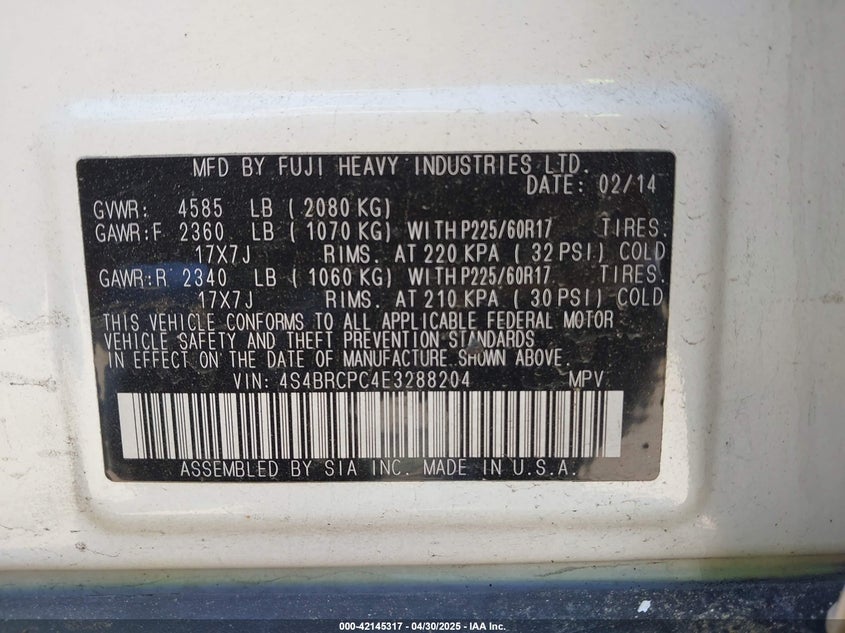 MFD BY FUJI HEAVY INDUSTRIES LTD.
DATE: 02/14
GVWR: 4585 LB ( 2080 KG)
GAWR:F 2360 LB ( 1070 KG) WITH P225/60R17 TIRES.
17X7J RIMS. AT 220 KPA ( 32 PSI) COLD
GAWR:R 2340 LB ( 1060 KG) WITH P225/60R17 TIRES.
17X7J RIMS. AT 210 KPA ( 30 PSI) COLD
THIS VEHICLE CONFORMS TO ALL APPLICABLE FEDERAL MOTOR
VEHICLE SAFETY AND THEFT PREVENTION STANDARDS
IN EFFECT ON THE DATE OF MANUFACTURE SHOWN ABOVE.
VIN: 4S4BRCPC4E3288204 MPV
ASSEMBLED BY SIA INC. MADE IN U.S.A.
000-42145317 - 04/30/2025 - IAA Inc.